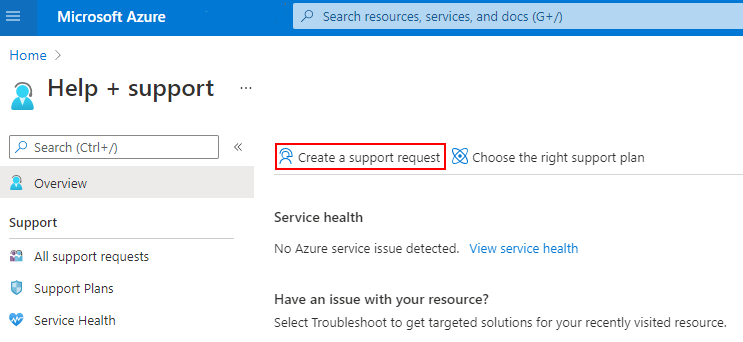 Microsoft Azure
Search resources, services, and docs (G+/)
Home
Help + support
...
Search (Ctrl+/)
Create a support request
Choose the right support plan
Overview
Support
All support requests
Support Plans
Service Health
Service health
No Azure service issue detected. View service health
Have an issue with your resource?
Select Troubleshoot to get targeted solutions for your recently visited resource.